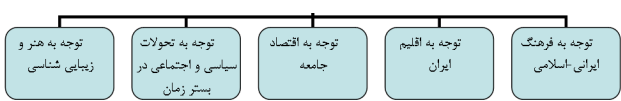 توجه به فرهنگ
ایرانی-اسلامی
توجه به اقلیم
ایران
توجه به اقتصاد
جامعه
توجه به تحولات
سیاسی و اجتماعی در
بستر زمان
توجه به هنر و
زیبایی شناسی